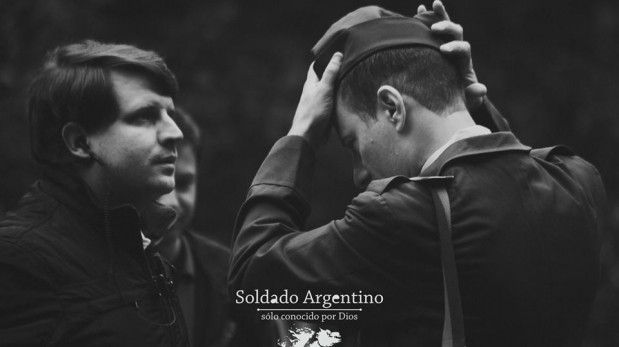 Soldado Argentino
sólo conocido por Dios